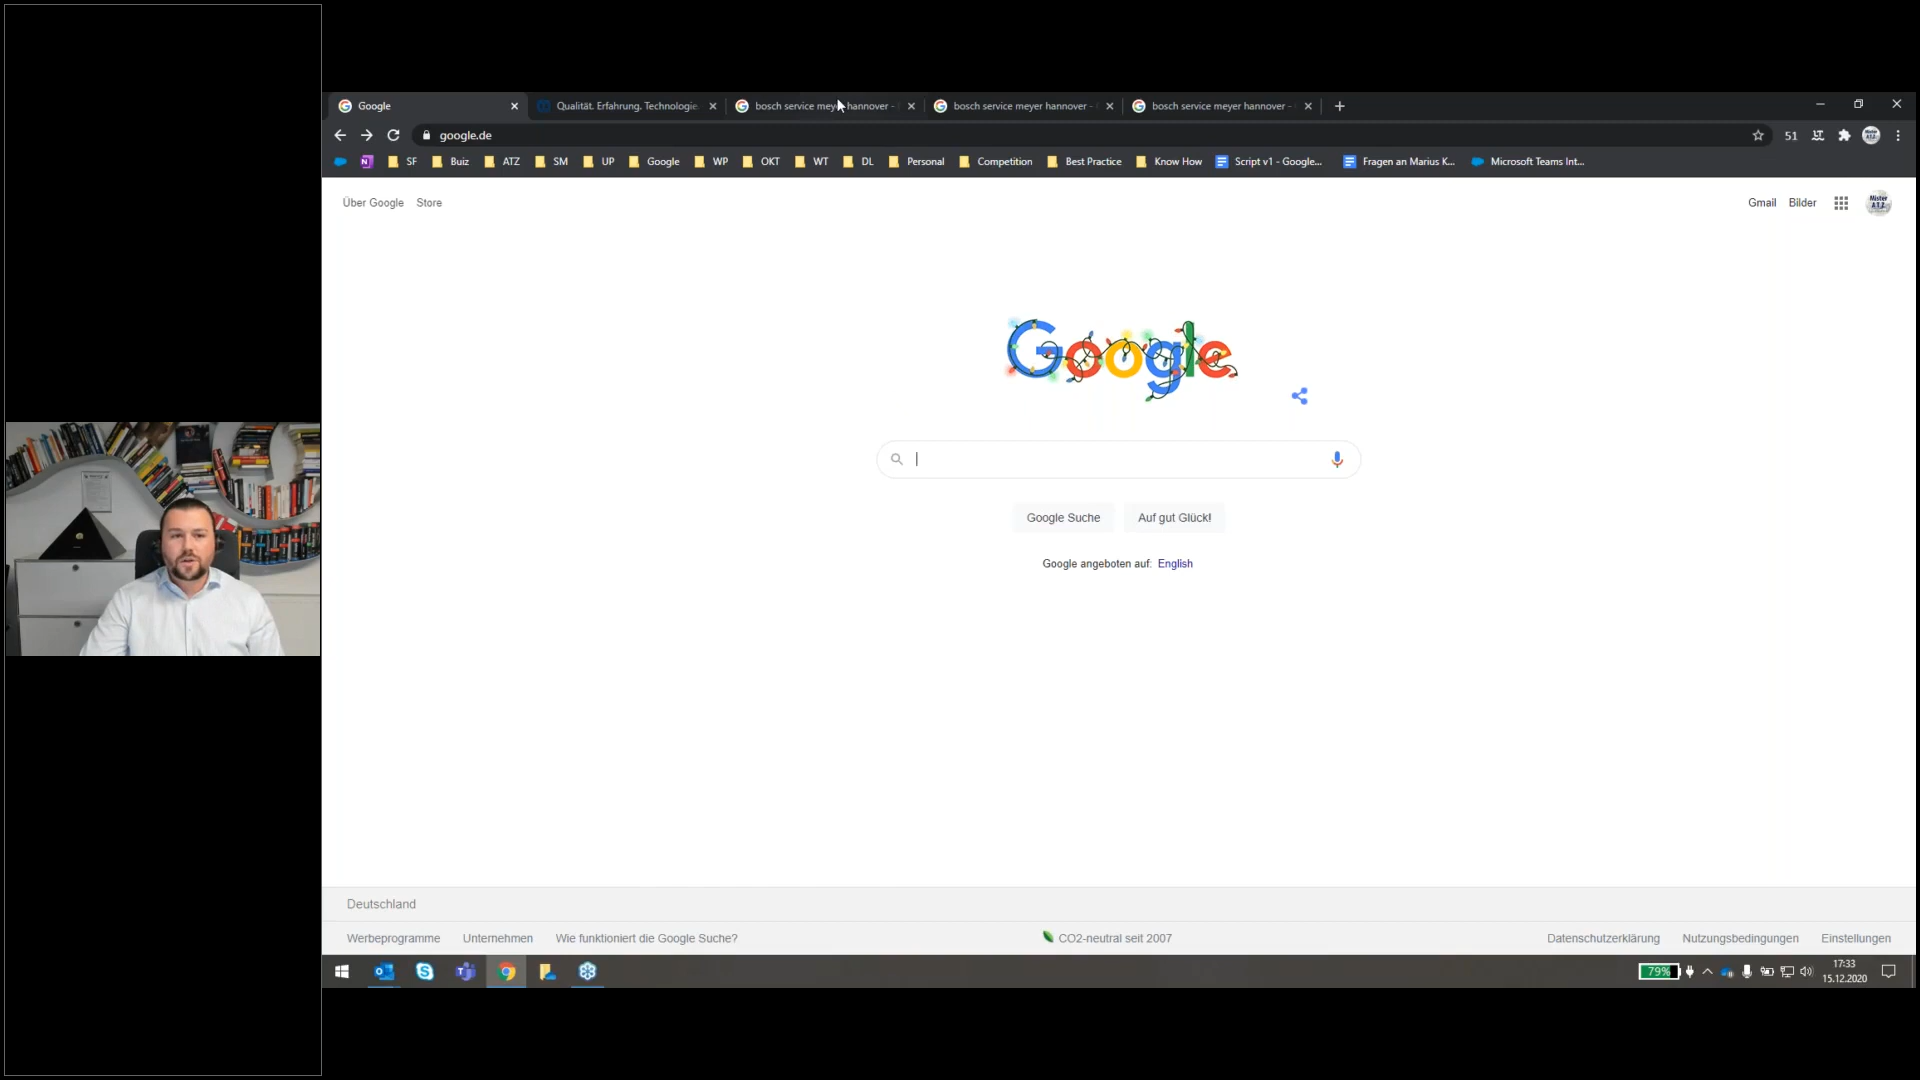 Google
Qualität. Erfahrung. Technologie.
bosch service meyer hannover -
bosch service meyer hannover -
bosch service meyer hannover -
google.de
51
SF
Buiz
ATZ
SM
UP
Google
WP
OKT
WT
DL
Personal
Competition
Best Practice
Know How
Script v1 - Google...
Fragen an Marius K...
Microsoft Teams Int...
Über Google Store
Gmail Bilder
Mister A.T.Z.
Google
Google Suche Auf gut Glück!
Google angeboten auf: English
Deutschland
Werbeprogramme Unternehmen Wie funktioniert die Google Suche?
CO2-neutral seit 2007
Datenschutzerklärung Nutzungsbedingungen Einstellungen
79%
17:33
15.12.2020